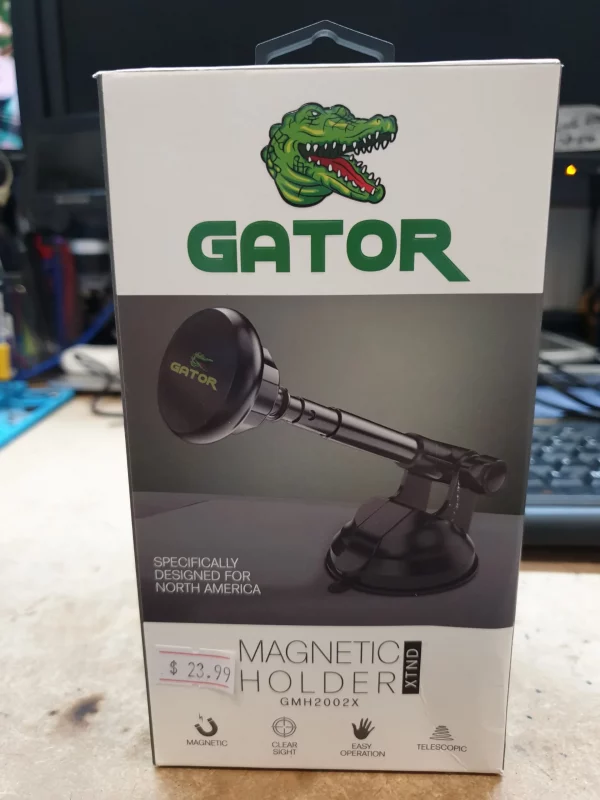 GATOR
GATOR
SPECIFICALLY
DESIGNED FOR
NORTH AMERICA
$ 23.99
MAGNETIC
HOLDER
XTND
GMH2002X
MAGNETIC
CLEAR
SIGHT
EASY
OPERATION
TELESCOPIC